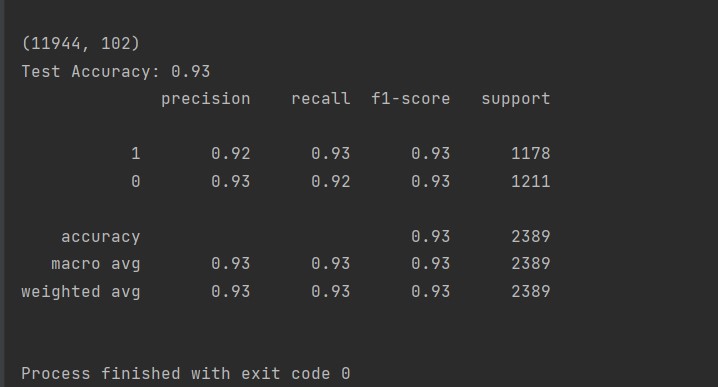 (11944, 102)
Test Accuracy: 0.93
precision recall f1-score support
1 0.92 0.93 0.93 1178
0 0.93 0.92 0.93 1211
accuracy 0.93 2389
macro avg 0.93 0.93 0.93 2389
weighted avg 0.93 0.93 0.93 2389
Process finished with exit code 0